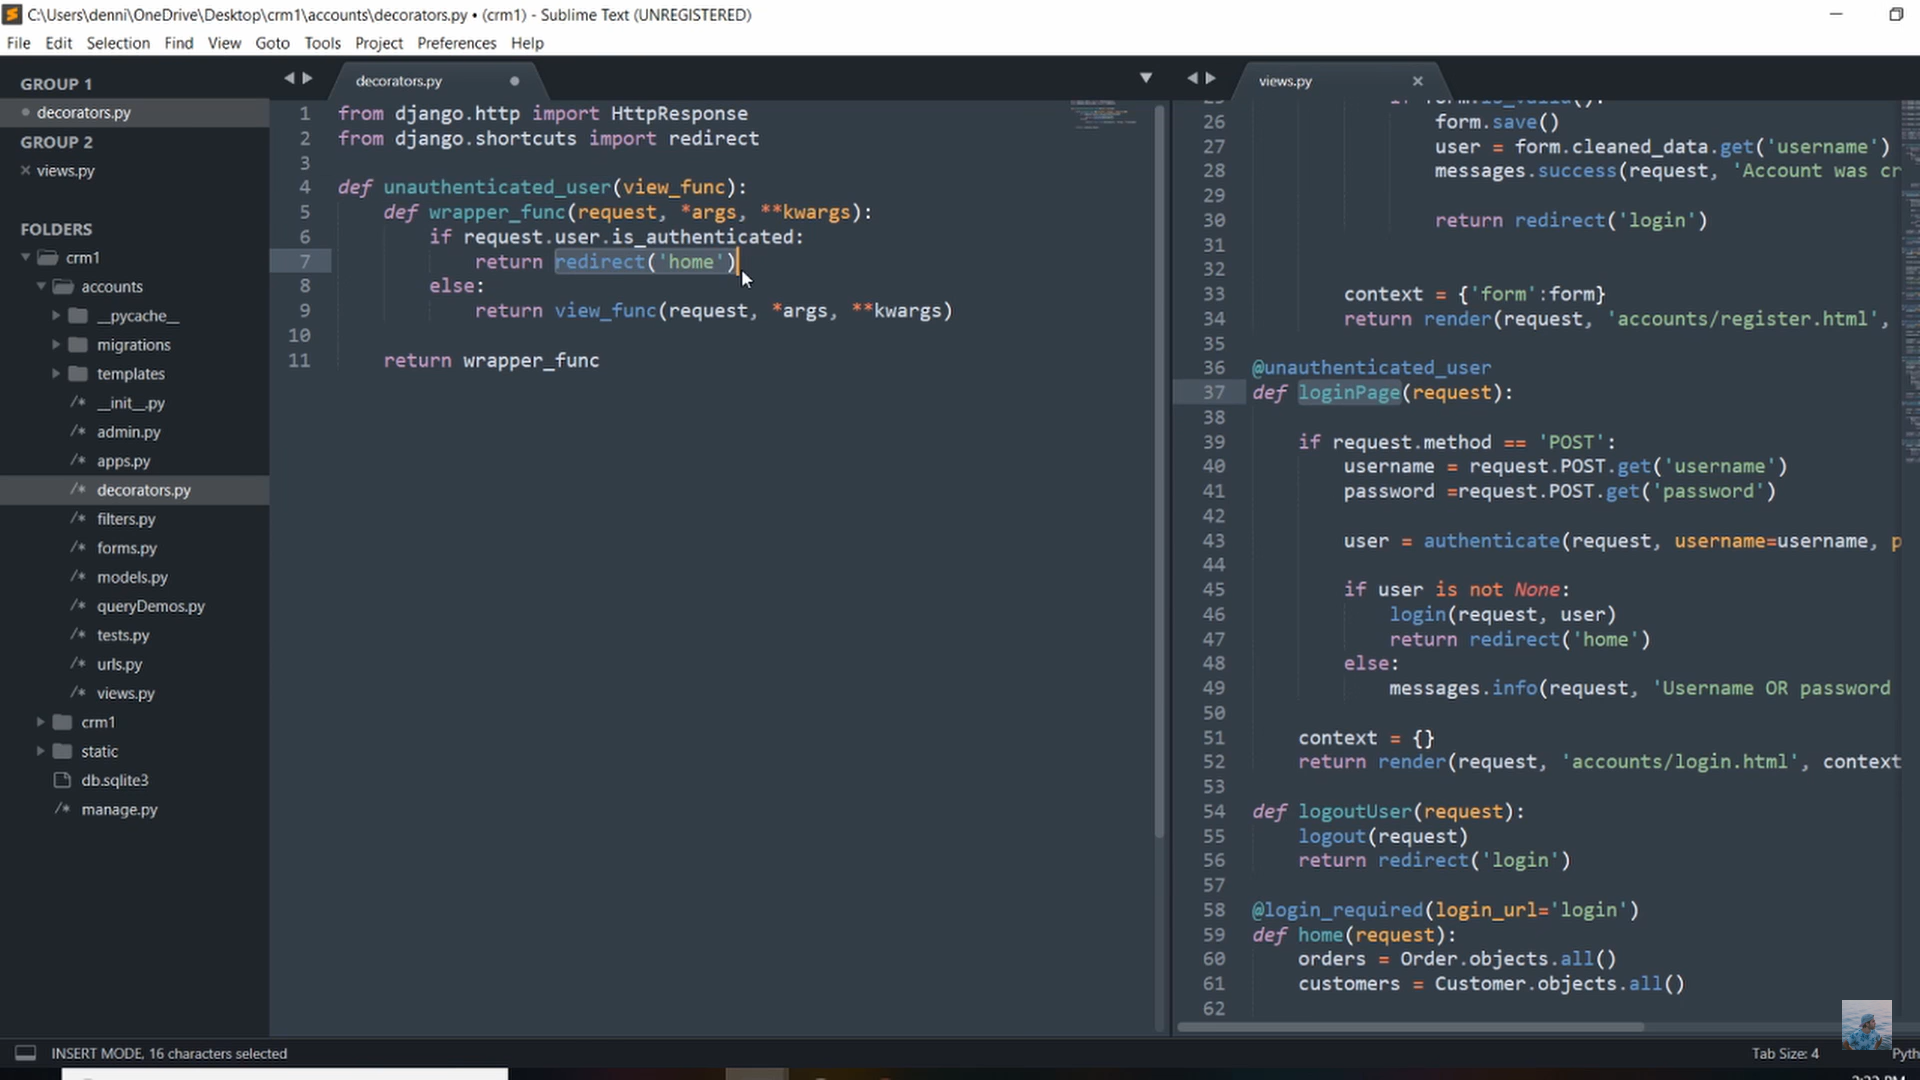 C:\Users\denni\OneDrive\Desktop\crm1\accounts\decorators.py • (crm1) - Sublime Text (UNREGISTERED)
File Edit Selection Find View Goto Tools Project Preferences Help
GROUP 1
decorators.py
GROUP 2
views.py
FOLDERS
crm1
accounts
__pycache__
migrations
templates
/* __init__.py
/* admin.py
/* apps.py
/* decorators.py
/* filters.py
/* forms.py
/* models.py
/* queryDemos.py
/* tests.py
/* urls.py
/* views.py
crm1
static
db.sqlite3
/* manage.py
decorators.py
1 from django.http import HttpResponse
2 from django.shortcuts import redirect
3
4 def unauthenticated_user(view_func):
5 def wrapper_func(request, *args, **kwargs):
6 if request.user.is_authenticated:
7 return redirect('home')
8 else:
9 return view_func(request, *args, **kwargs)
10
11 return wrapper_func
views.py
25 if form.is_valid():
26 form.save()
27 user = form.cleaned_data.get('username')
28 messages.success(request, 'Account was cr
29
30 return redirect('login')
31
32
33 context = {'form':form}
34 return render(request, 'accounts/register.html',
35
36 @unauthenticated_user
37 def loginPage(request):
38
39 if request.method == 'POST':
40 username = request.POST.get('username')
41 password =request.POST.get('password')
42
43 user = authenticate(request, username=username, p
44
45 if user is not None:
46 login(request, user)
47 return redirect('home')
48 else:
49 messages.info(request, 'Username OR password
50
51 context = {}
52 return render(request, 'accounts/login.html', context
53
54 def logoutUser(request):
55 logout(request)
56 return redirect('login')
57
58 @login_required(login_url='login')
59 def home(request):
60 orders = Order.objects.all()
61 customers = Customer.objects.all()
62
INSERT MODE, 16 characters selected
Tab Size: 4
Pyth